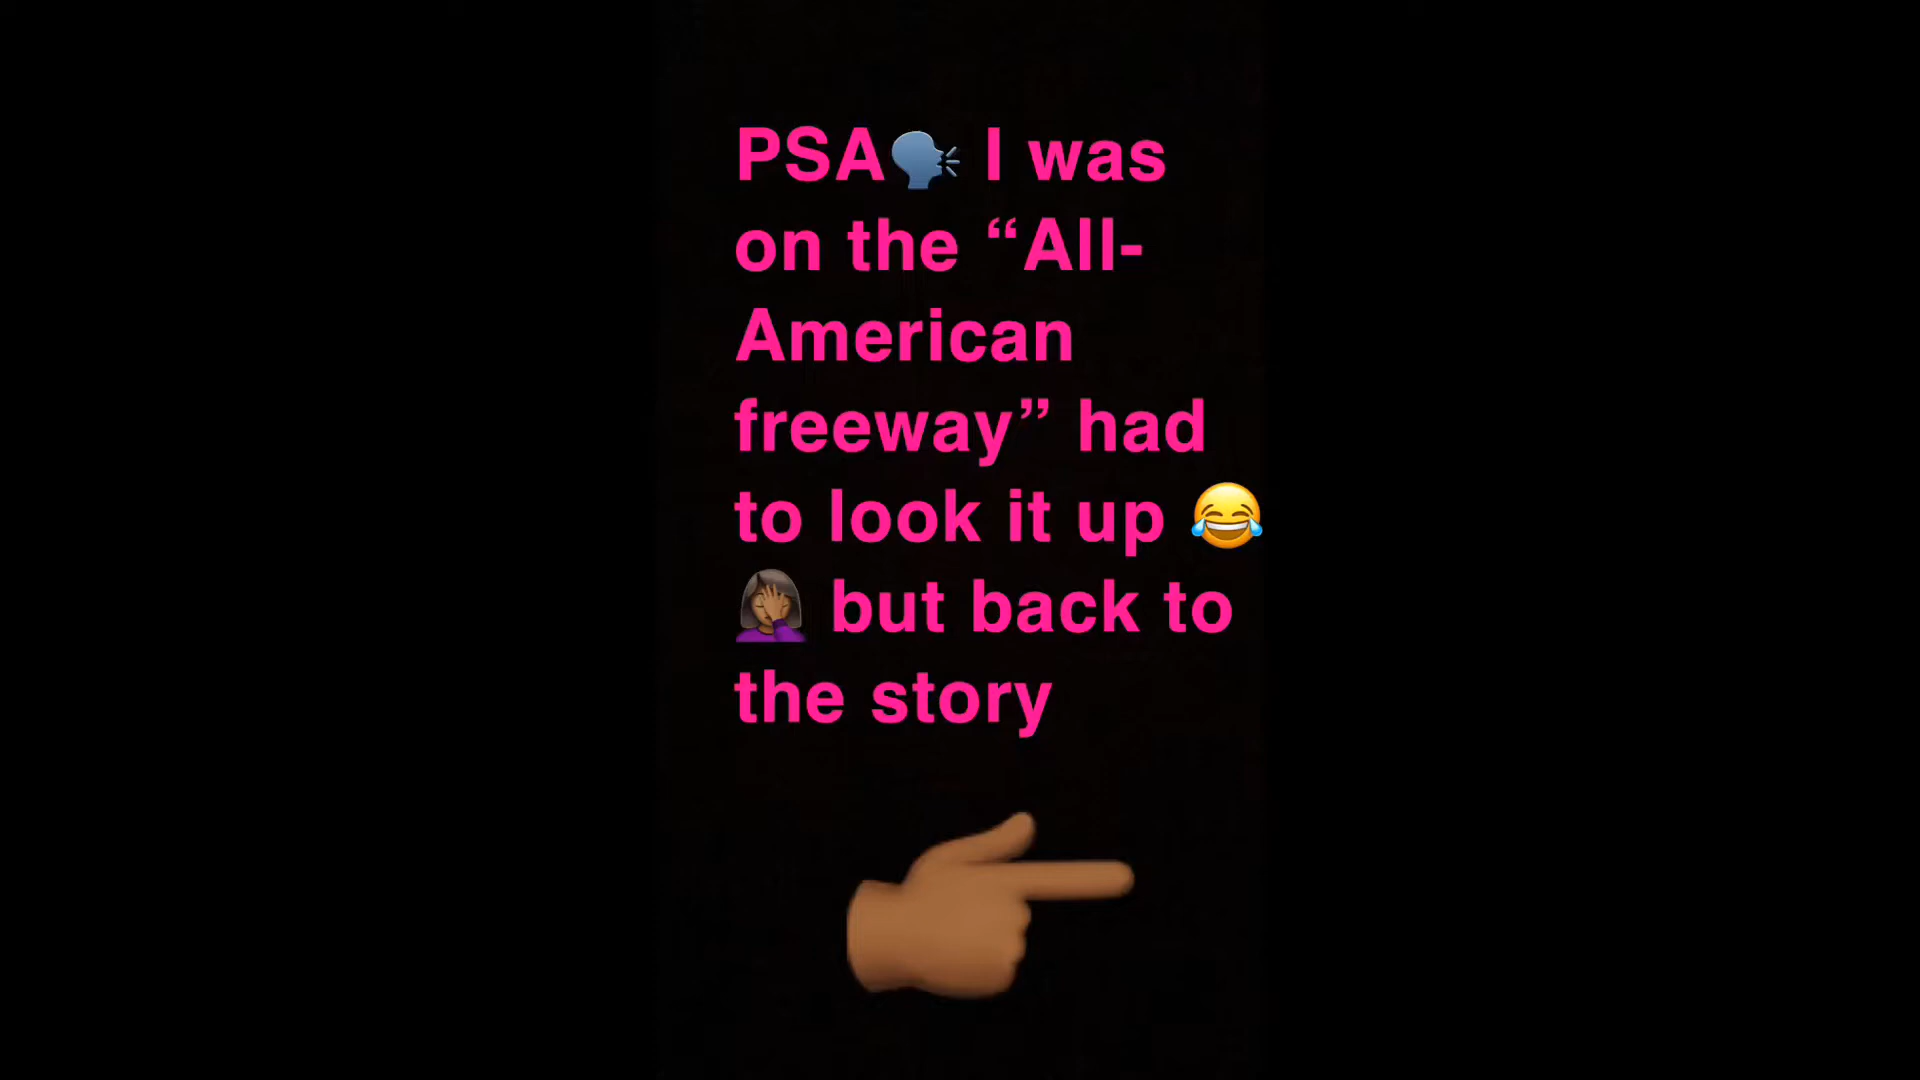 PSA🗣️ I was
on the “All-
American
freeway” had
to look it up 😂
🤦🏾‍♀️ but back to
the story